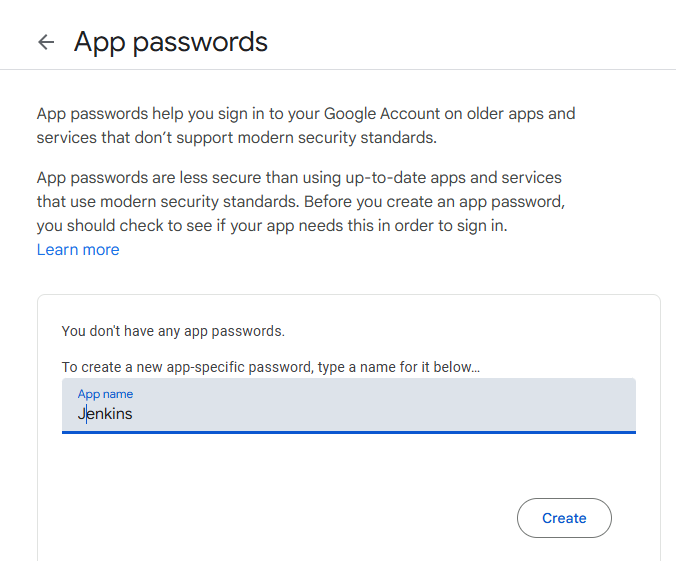 App passwords
App passwords help you sign in to your Google Account on older apps and
services that don’t support modern security standards.
App passwords are less secure than using up-to-date apps and services
that use modern security standards. Before you create an app password,
you should check to see if your app needs this in order to sign in.
Learn more
You don't have any app passwords.
To create a new app-specific password, type a name for it below...
App name
Jenkins
Create